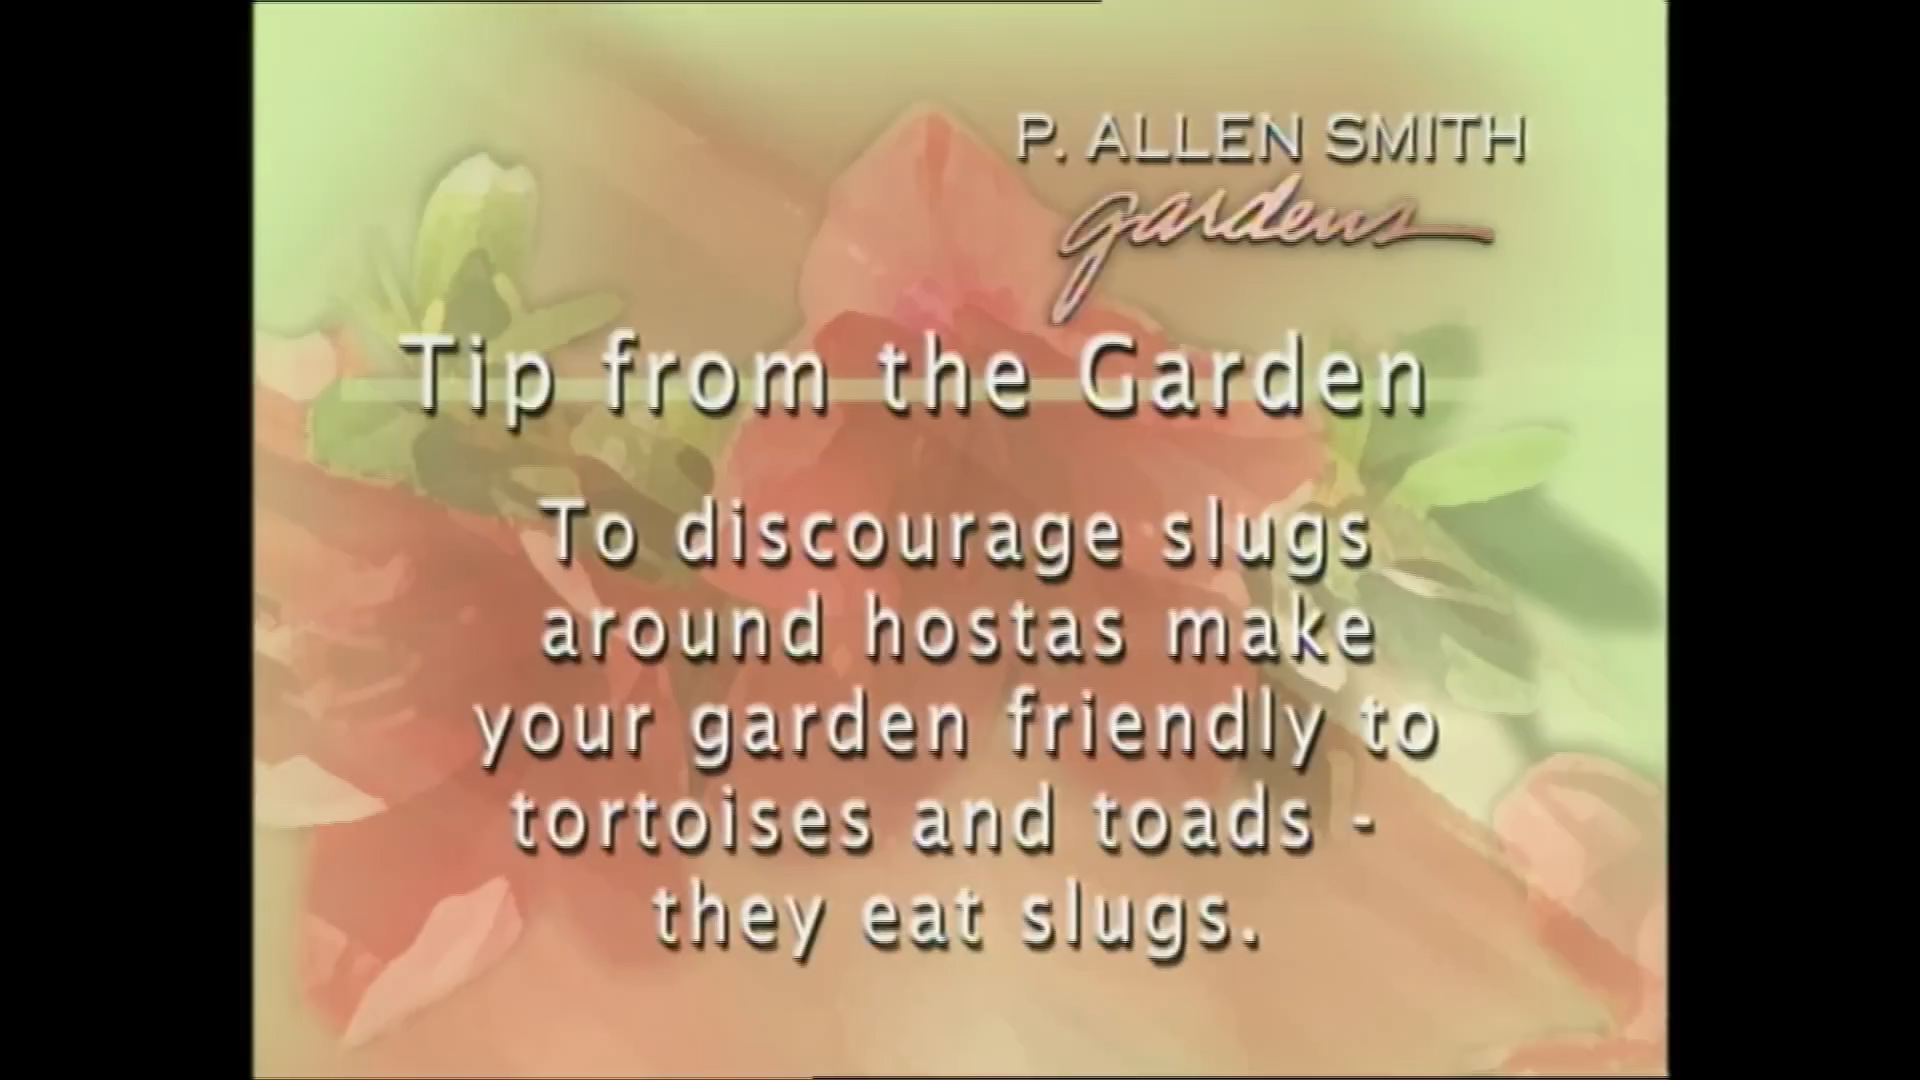 P. ALLEN SMITH
gardens
Tip from the Garden
To discourage slugs
around hostas make
your garden friendly to
tortoises and toads -
they eat slugs.